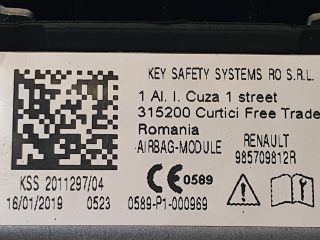 KEY SAFETY SYSTEMS RO S.R.L.
1 Al. I. Cuza 1 street
315200 Curtici Free Trade
Romania
AIRBAG-MODULE RENAULT
985709812R
KSS 2011297/04
16/01/2019 0523
CE 0589
0589-P1-000969